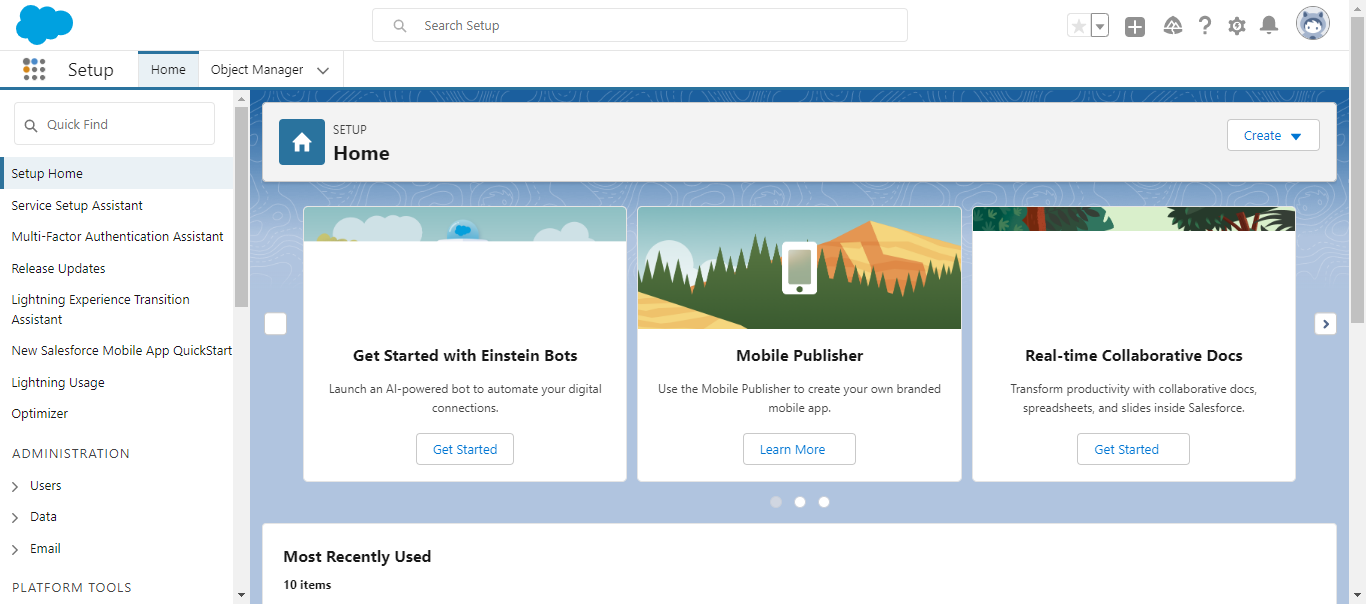 Search Setup
Setup
Home
Object Manager
Quick Find
Setup Home
Service Setup Assistant
Multi-Factor Authentication Assistant
Release Updates
Lightning Experience Transition
Assistant
New Salesforce Mobile App QuickStart
Lightning Usage
Optimizer
ADMINISTRATION
Users
Data
Email
PLATFORM TOOLS
SETUP
Home
Create
Get Started with Einstein Bots
Launch an AI-powered bot to automate your digital
connections.
Get Started
Mobile Publisher
Use the Mobile Publisher to create your own branded
mobile app.
Learn More
Real-time Collaborative Docs
Transform productivity with collaborative docs,
spreadsheets, and slides inside Salesforce.
Get Started
Most Recently Used
10 items